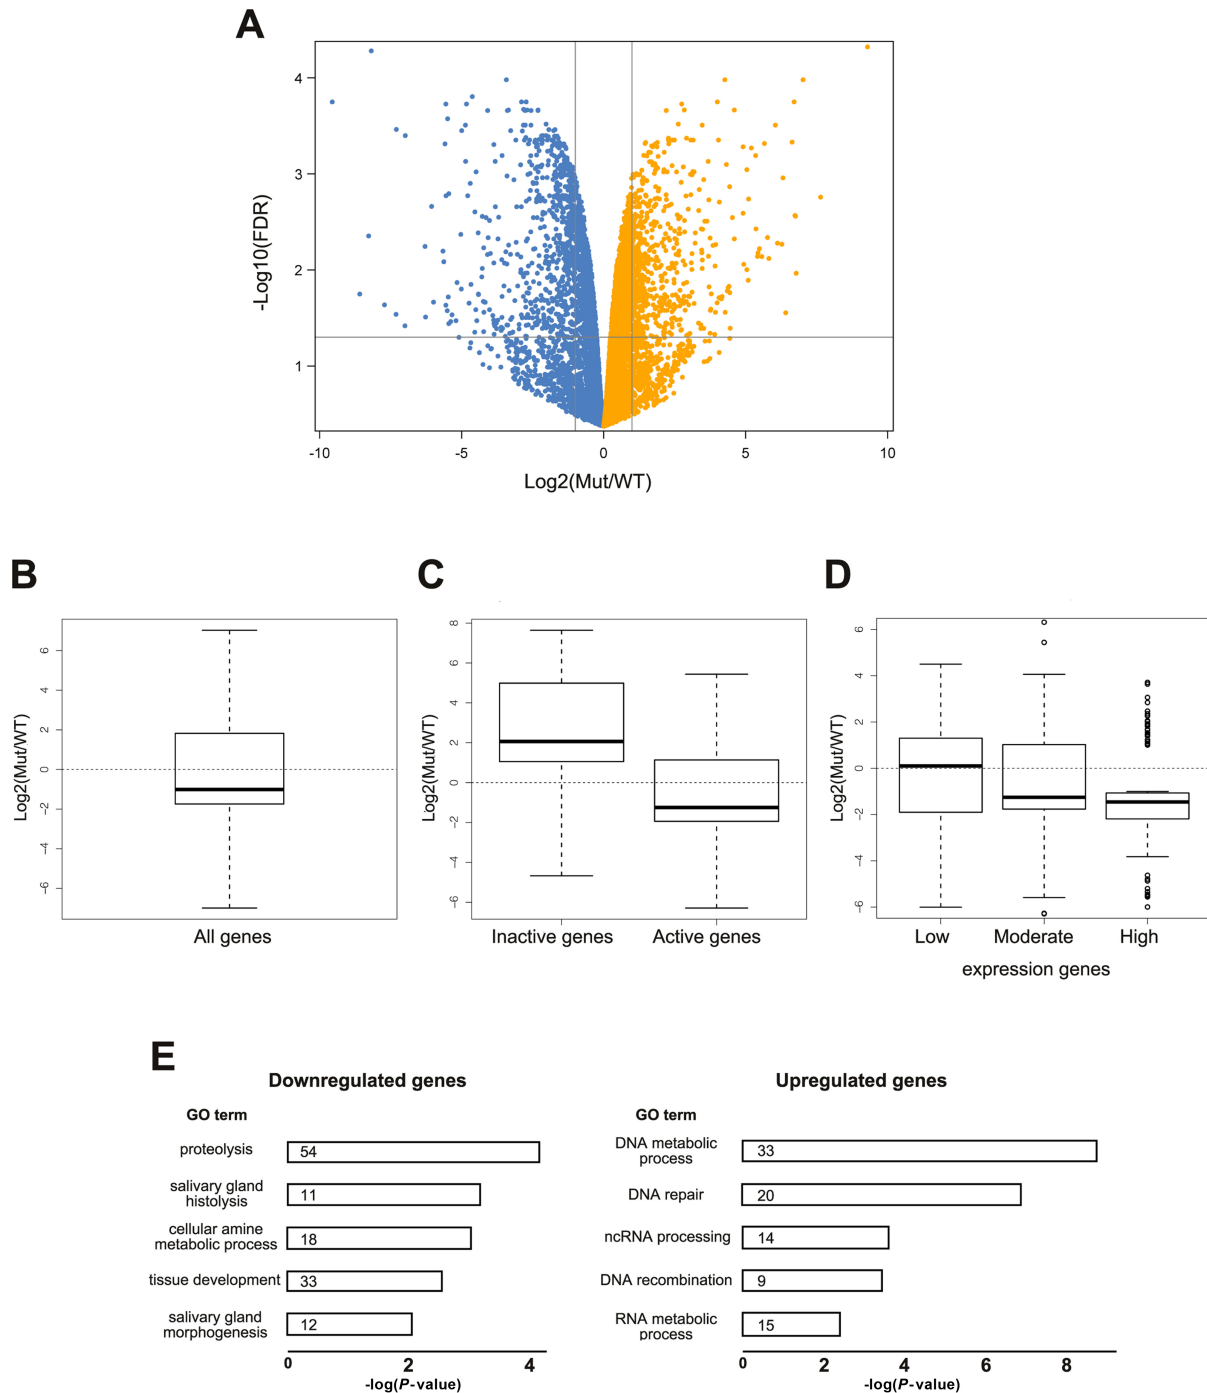 A
-Log10(FDR)
4
3
2
1
-10
-5
0
5
10
Log2(Mut/WT)
B
Log2(Mut/WT)
6
4
2
0
-2
-4
-6
All genes
C
Log2(Mut/WT)
8
6
4
2
0
-2
-4
-6
Inactive genes
Active genes
D
Log2(Mut/WT)
6
4
2
0
-2
-4
-6
Low
Moderate
High
expression genes
E
Downregulated genes
GO term
proteolysis
54
salivary gland
histolysis
11
cellular amine
metabolic process
18
tissue development
33
salivary gland
morphogenesis
12
0
2
4
-log(P-value)
Upregulated genes
GO term
DNA metabolic
process
33
DNA repair
20
ncRNA processing
14
DNA recombination
9
RNA metabolic
process
15
0
2
4
6
8
-log(P-value)